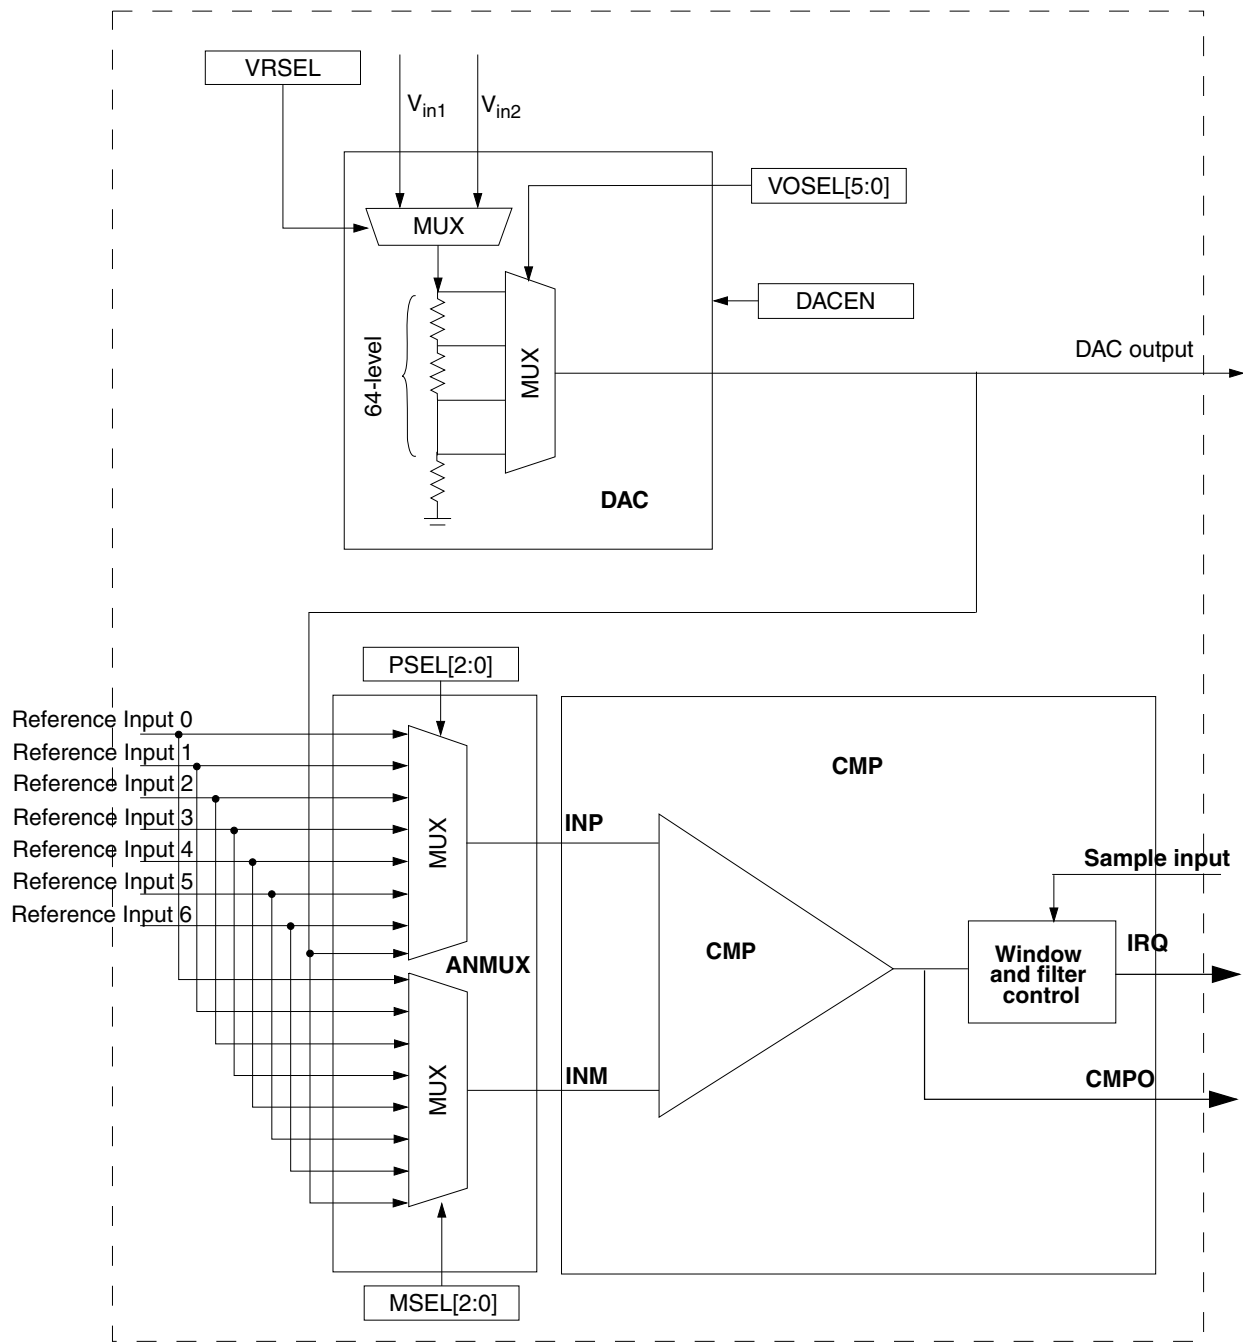 VRSEL
Vin1
Vin2
VOSEL[5:0]
MUX
DACEN
64-level
MUX
DAC output
DAC
PSEL[2:0]
Reference Input 0
Reference Input 1
Reference Input 2
Reference Input 3
Reference Input 4
Reference Input 5
Reference Input 6
MUX
ANMUX
MUX
MSEL[2:0]
INP
INM
CMP
CMP
Sample input
Window
and filter
control
IRQ
CMPO